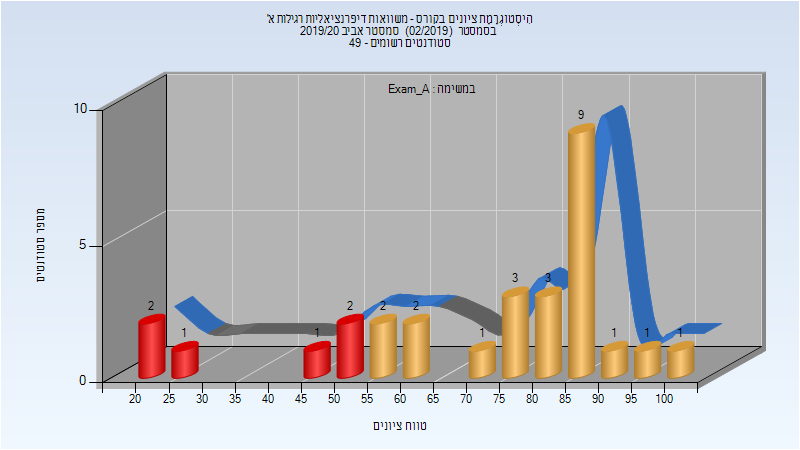 הִיסְטוֹגְרָמַת ציונים בקורס - משוואות דיפרנציאליות רגילות א'
בסמסטר (02/2019) סמסטר אביב 2019/20
סטודנטים רשומים - 49
במשימה : Exam_A
מספר סטודנטים
10
5
0
2
1
1
2
2
2
1
3
3
9
1
1
1
20 25 30 35 40 45 50 55 60 65 70 75 80 85 90 95 100
טווח ציונים